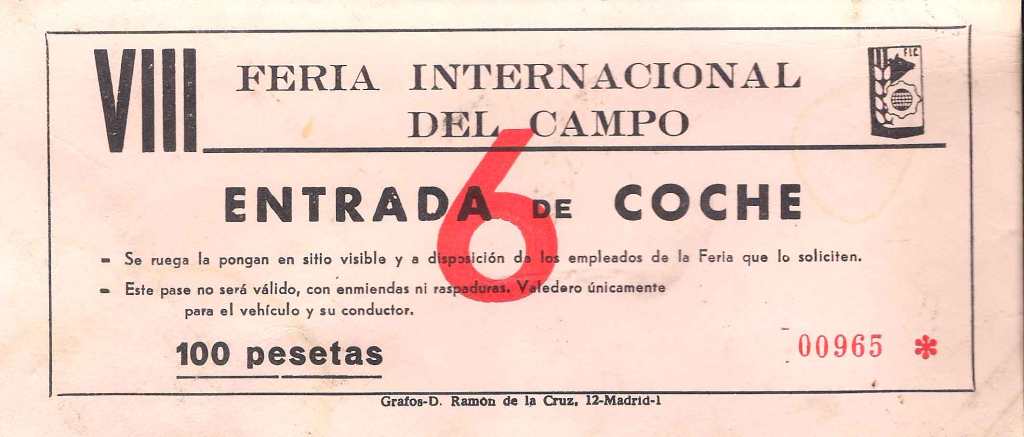 VIII
FERIA INTERNACIONAL
DEL CAMPO
F.I.C.
ENTRADA DE COCHE
6
- Se ruega la pongan en sitio visible y a disposición de los empleados de la Feria que lo soliciten.
- Este pase no será válido, con enmiendas ni raspaduras. Valedero únicamente
para el vehículo y su conductor.
100 pesetas
00965 *
Grafos-D. Ramón de la Cruz, 12-Madrid-1